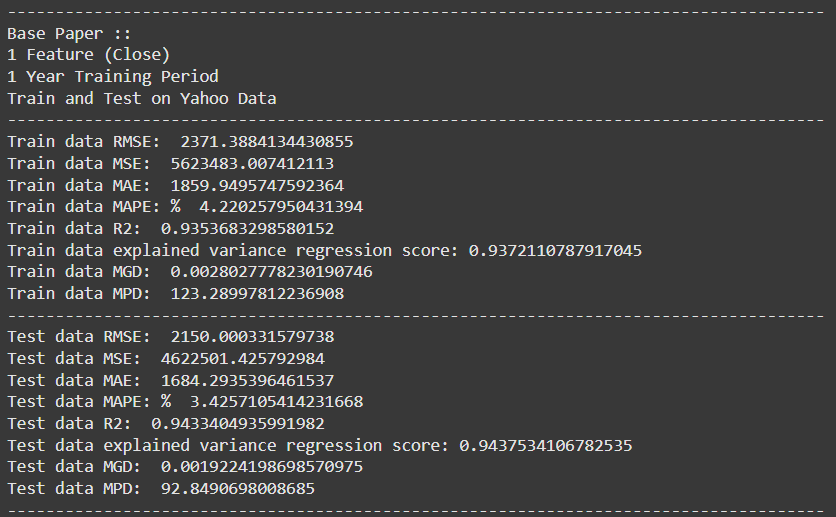 --------------------------------------------------------------------------------
Base Paper ::
1 Feature (Close)
1 Year Training Period
Train and Test on Yahoo Data
--------------------------------------------------------------------------------
Train data RMSE:  2371.3884134430855
Train data MSE:  5623483.007412113
Train data MAE:  1859.9495747592364
Train data MAPE: %  4.220257950431394
Train data R2:  0.9353683298580152
Train data explained variance regression score: 0.9372110787917045
Train data MGD:  0.0028027778230190746
Train data MPD:  123.28997812236908
--------------------------------------------------------------------------------
Test data RMSE:  2150.000331579738
Test data MSE:  4622501.425792984
Test data MAE:  1684.2935396461537
Test data MAPE: %  3.4257105414231668
Test data R2:  0.9433404935991982
Test data explained variance regression score: 0.9437534106782535
Test data MGD:  0.0019224198698570975
Test data MPD:  92.8490698008685
--------------------------------------------------------------------------------